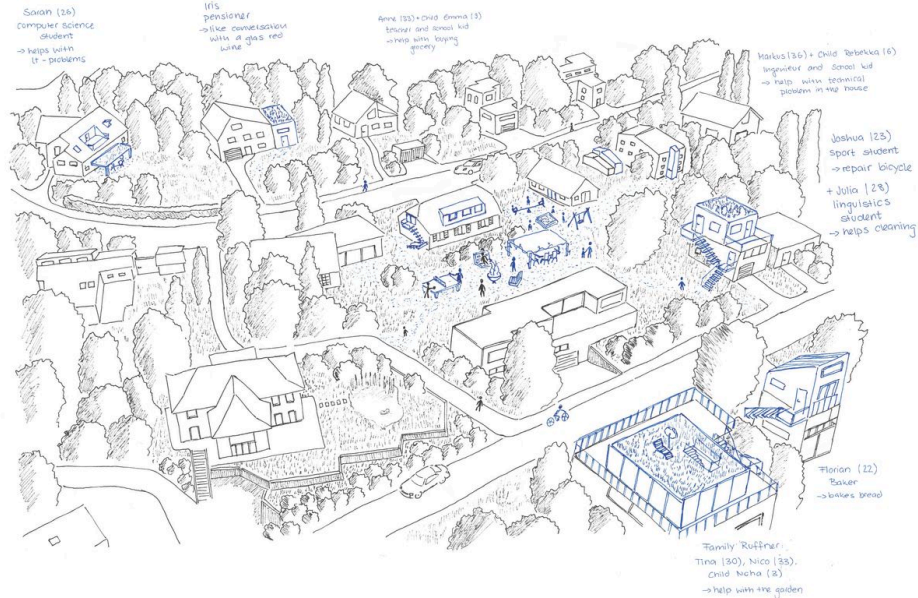 Sarah (26)
computer science
student
→ helps with
it - problems
Iris
pensioner
→ like conversation
with a glas red
wine
Anne (33) + Child Emma (3)
and school kid
→ help with buying
grocery
Markus (36) + Child Rebekka (6)
Ingenieur and School kid
→ help with technical
problem in the house
Joshua (23)
sport student
→ repair bicycle
+ Julia (28)
linguistics
student
→ helps cleaning
Florian (22)
Baker
→ bakes bread
Family Ruffner:
Tina (30), Nico (33),
Child Noha (3)
→ help with the garden